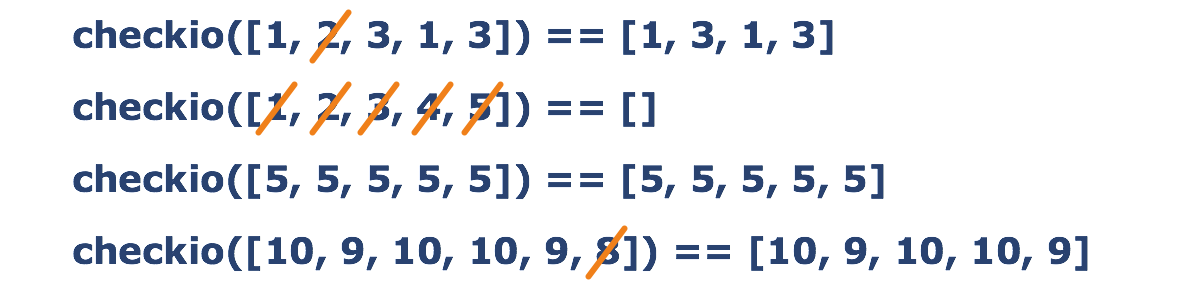 checkio([1, 2, 3, 1, 3]) == [1, 3, 1, 3]
checkio([1, 2, 3, 4, 5]) == []
checkio([5, 5, 5, 5, 5]) == [5, 5, 5, 5, 5]
checkio([10, 9, 10, 10, 9, 8]) == [10, 9, 10, 10, 9]